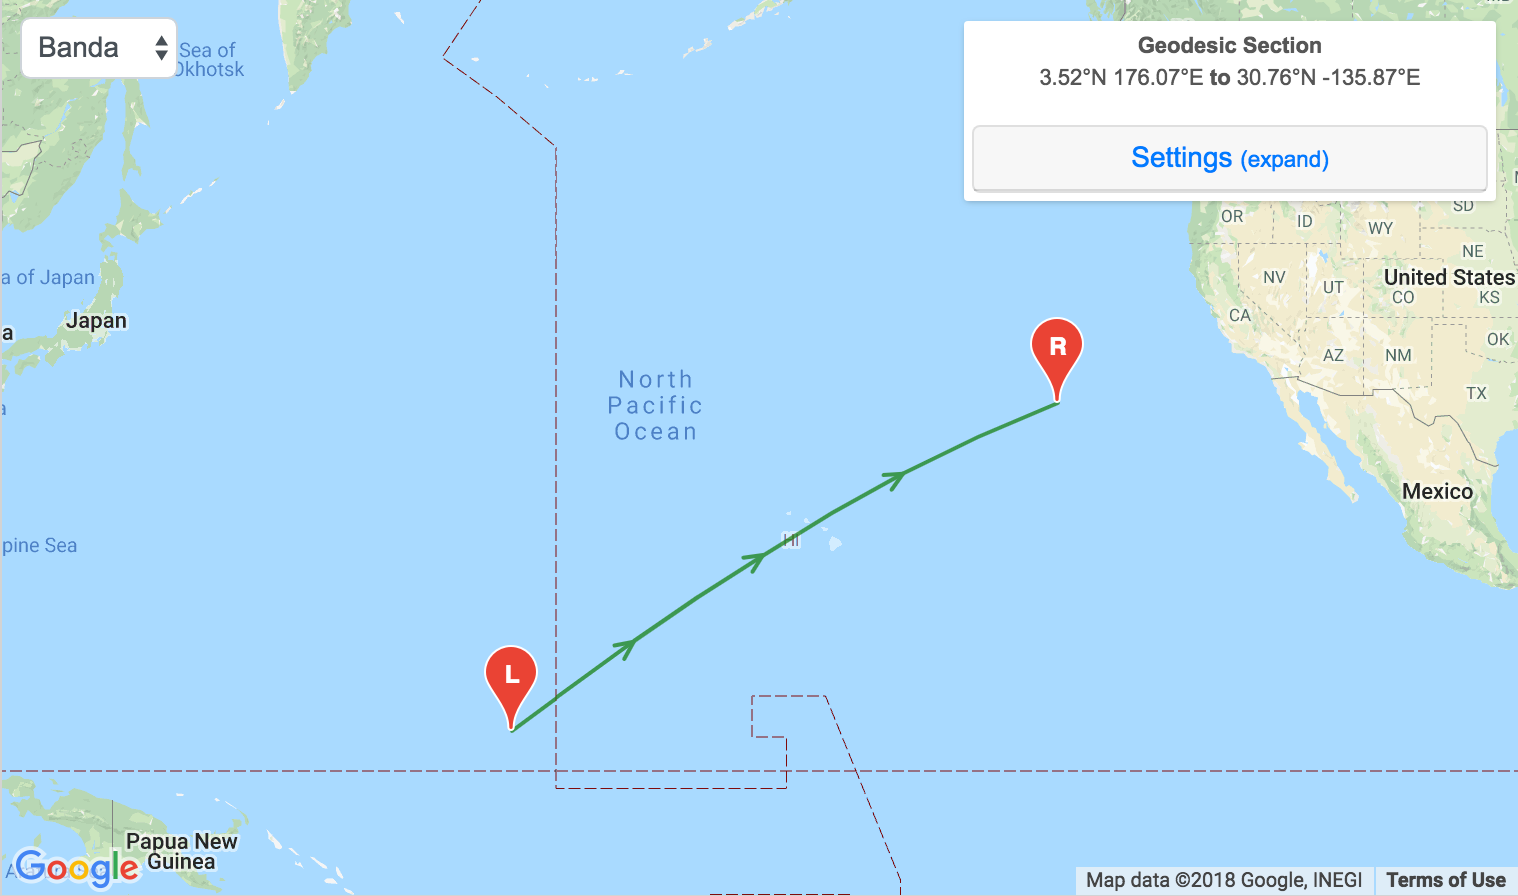 Banda
Sea of
Okhotsk
Geodesic Section
3.52°N 176.07°E to 30.76°N -135.87°E
Settings (expand)
OR
ID
WY
SD
NE
a of Japan
NV
UT
United States
CO
KS
Japan
a
CA
OK
R
AZ
NM
TX
North
Pacific
Ocean
Mexico
HI
pine Sea
L
Papua New
Guinea
Google
Map data ©2018 Google, INEGI
Terms of Use